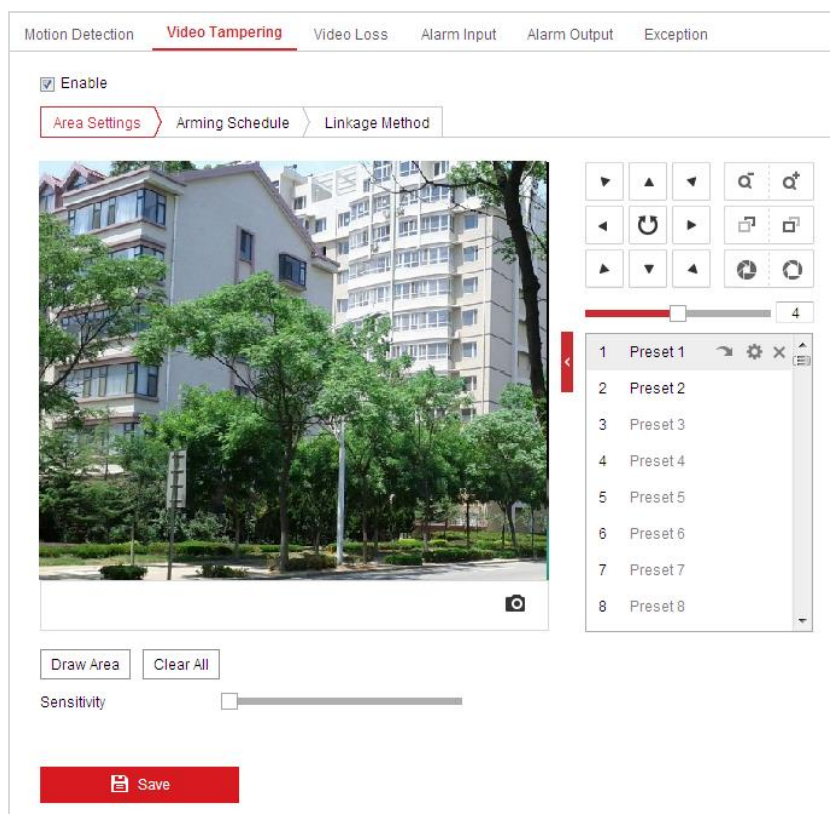 Motion Detection Video Tampering Video Loss Alarm Input Alarm Output Exception
Enable
Area Settings Arming Schedule Linkage Method
4
1 Preset 1
2 Preset 2
3 Preset 3
4 Preset 4
5 Preset 5
6 Preset 6
7 Preset 7
8 Preset 8
Draw Area Clear All
Sensitivity
Save